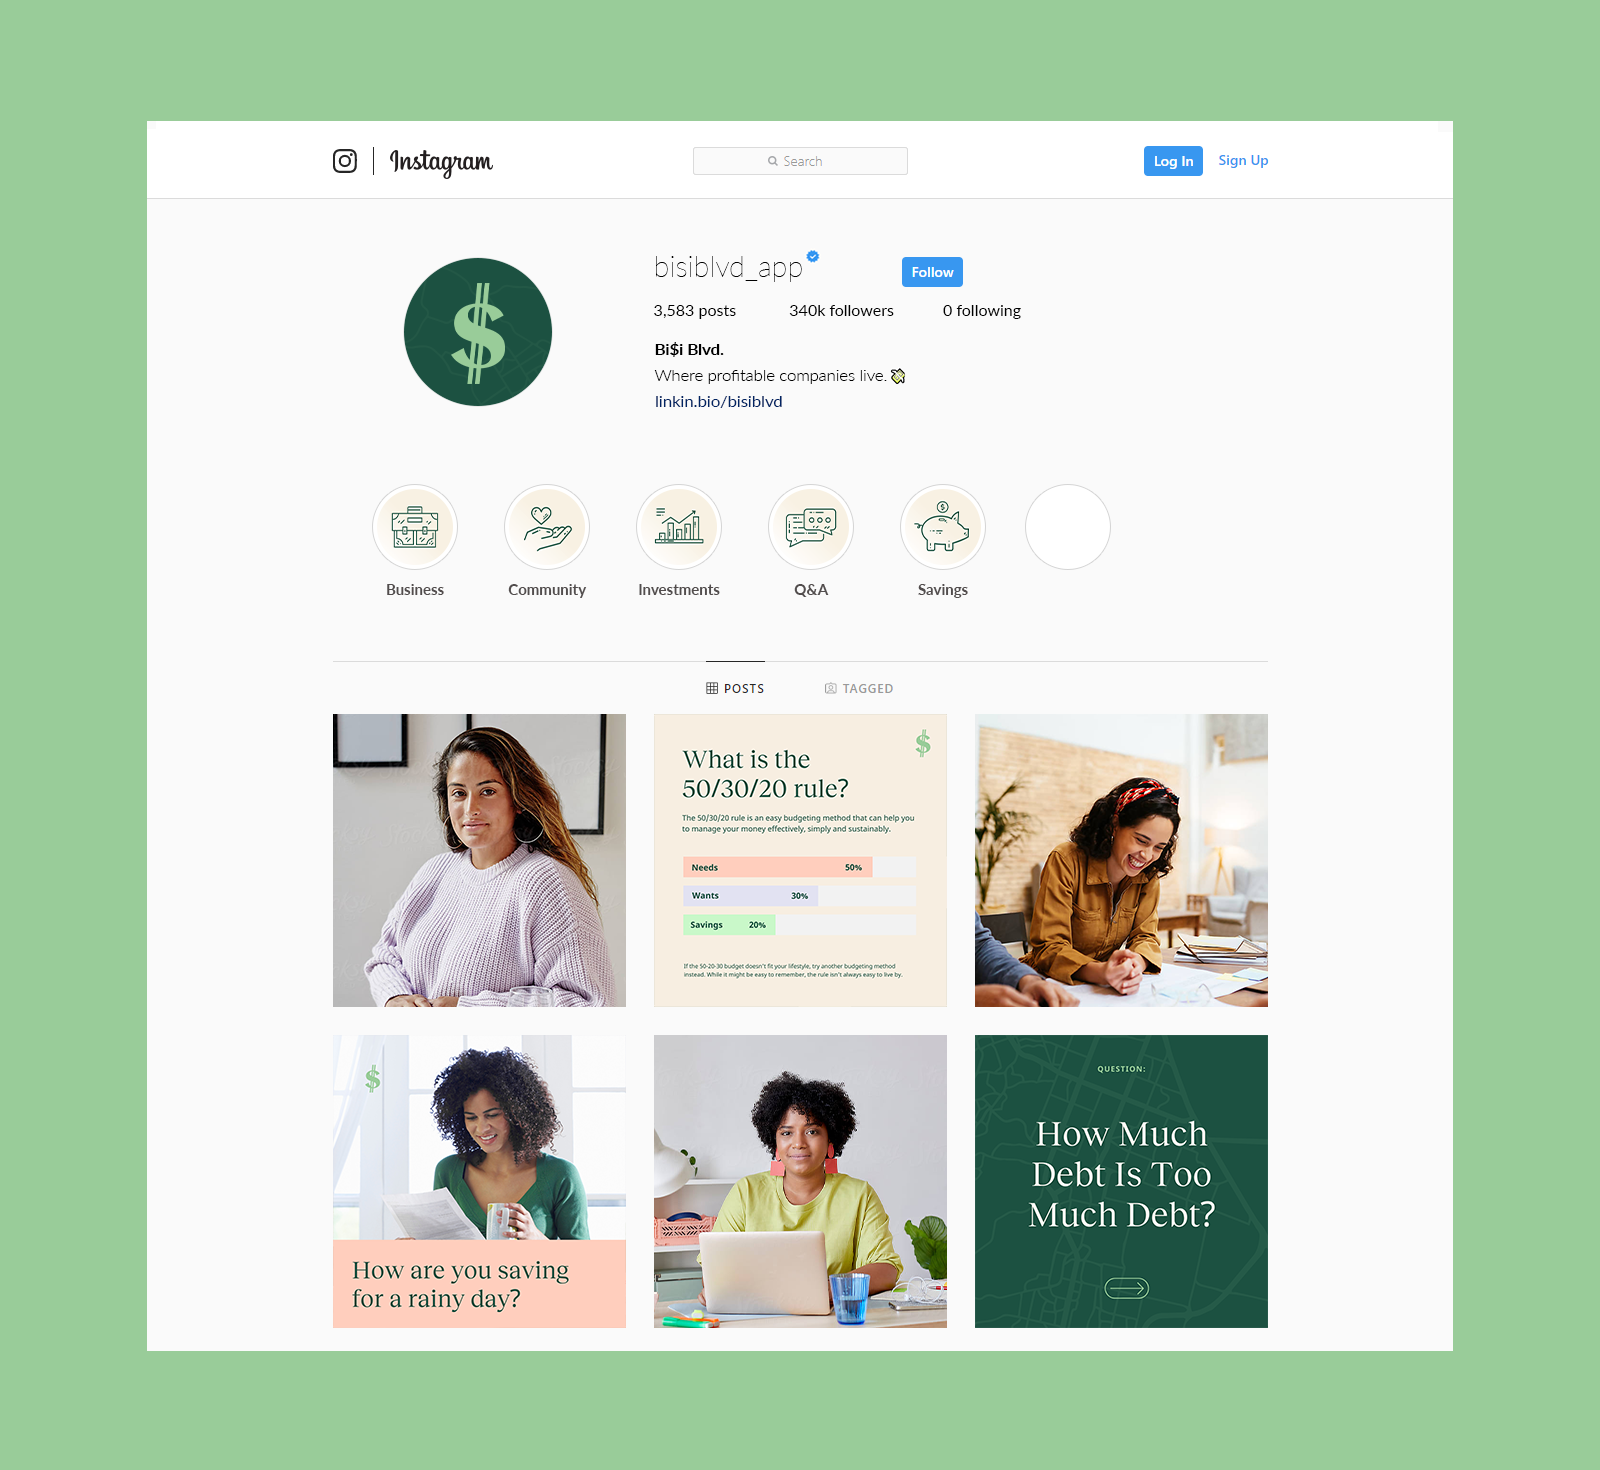 Instagram
Search
Log In
Sign Up
bisiblvd_app
Follow
3,583 posts
340k followers
0 following
Bi$i Blvd.
Where profitable companies live.
linkin.bio/bisiblvd
Business
Community
Investments
Q&A
Savings
POSTS
TAGGED
$
$
What is the
50/30/20 rule?
The 50/30/20 rule is an easy budgeting method that can help you
to manage your money effectively, simply and sustainably.
Needs 50%
Wants 30%
Savings 20%
If the 50-20-30 budget doesn't fit your lifestyle, try another budgeting method
instead. While it might be easy to remember, the rule isn't always easy to live by.
$
How are you saving
for a rainy day?
QUESTION:
How Much
Debt Is Too
Much Debt?